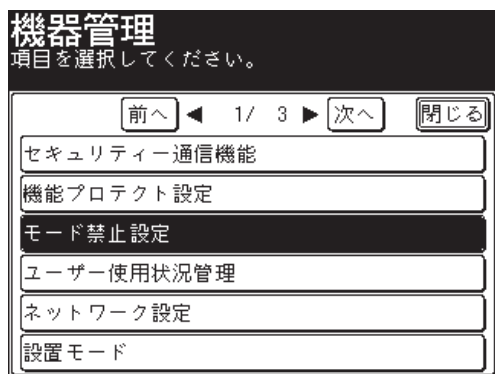 機器管理
項目を選択してください。
前へ ◀ 1/ 3 ▶ 次へ 閉じる
セキュリティー通信機能
機能プロテクト設定
モード禁止設定
ユーザー使用状況管理
ネットワーク設定
設置モード